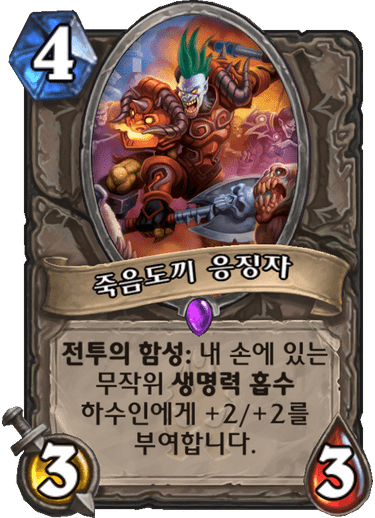 4
죽음도끼 응징자
전투의 함성: 내 손에 있는
무작위 생명력 흡수
하수인에게 +2/+2를
부여합니다.
3
3